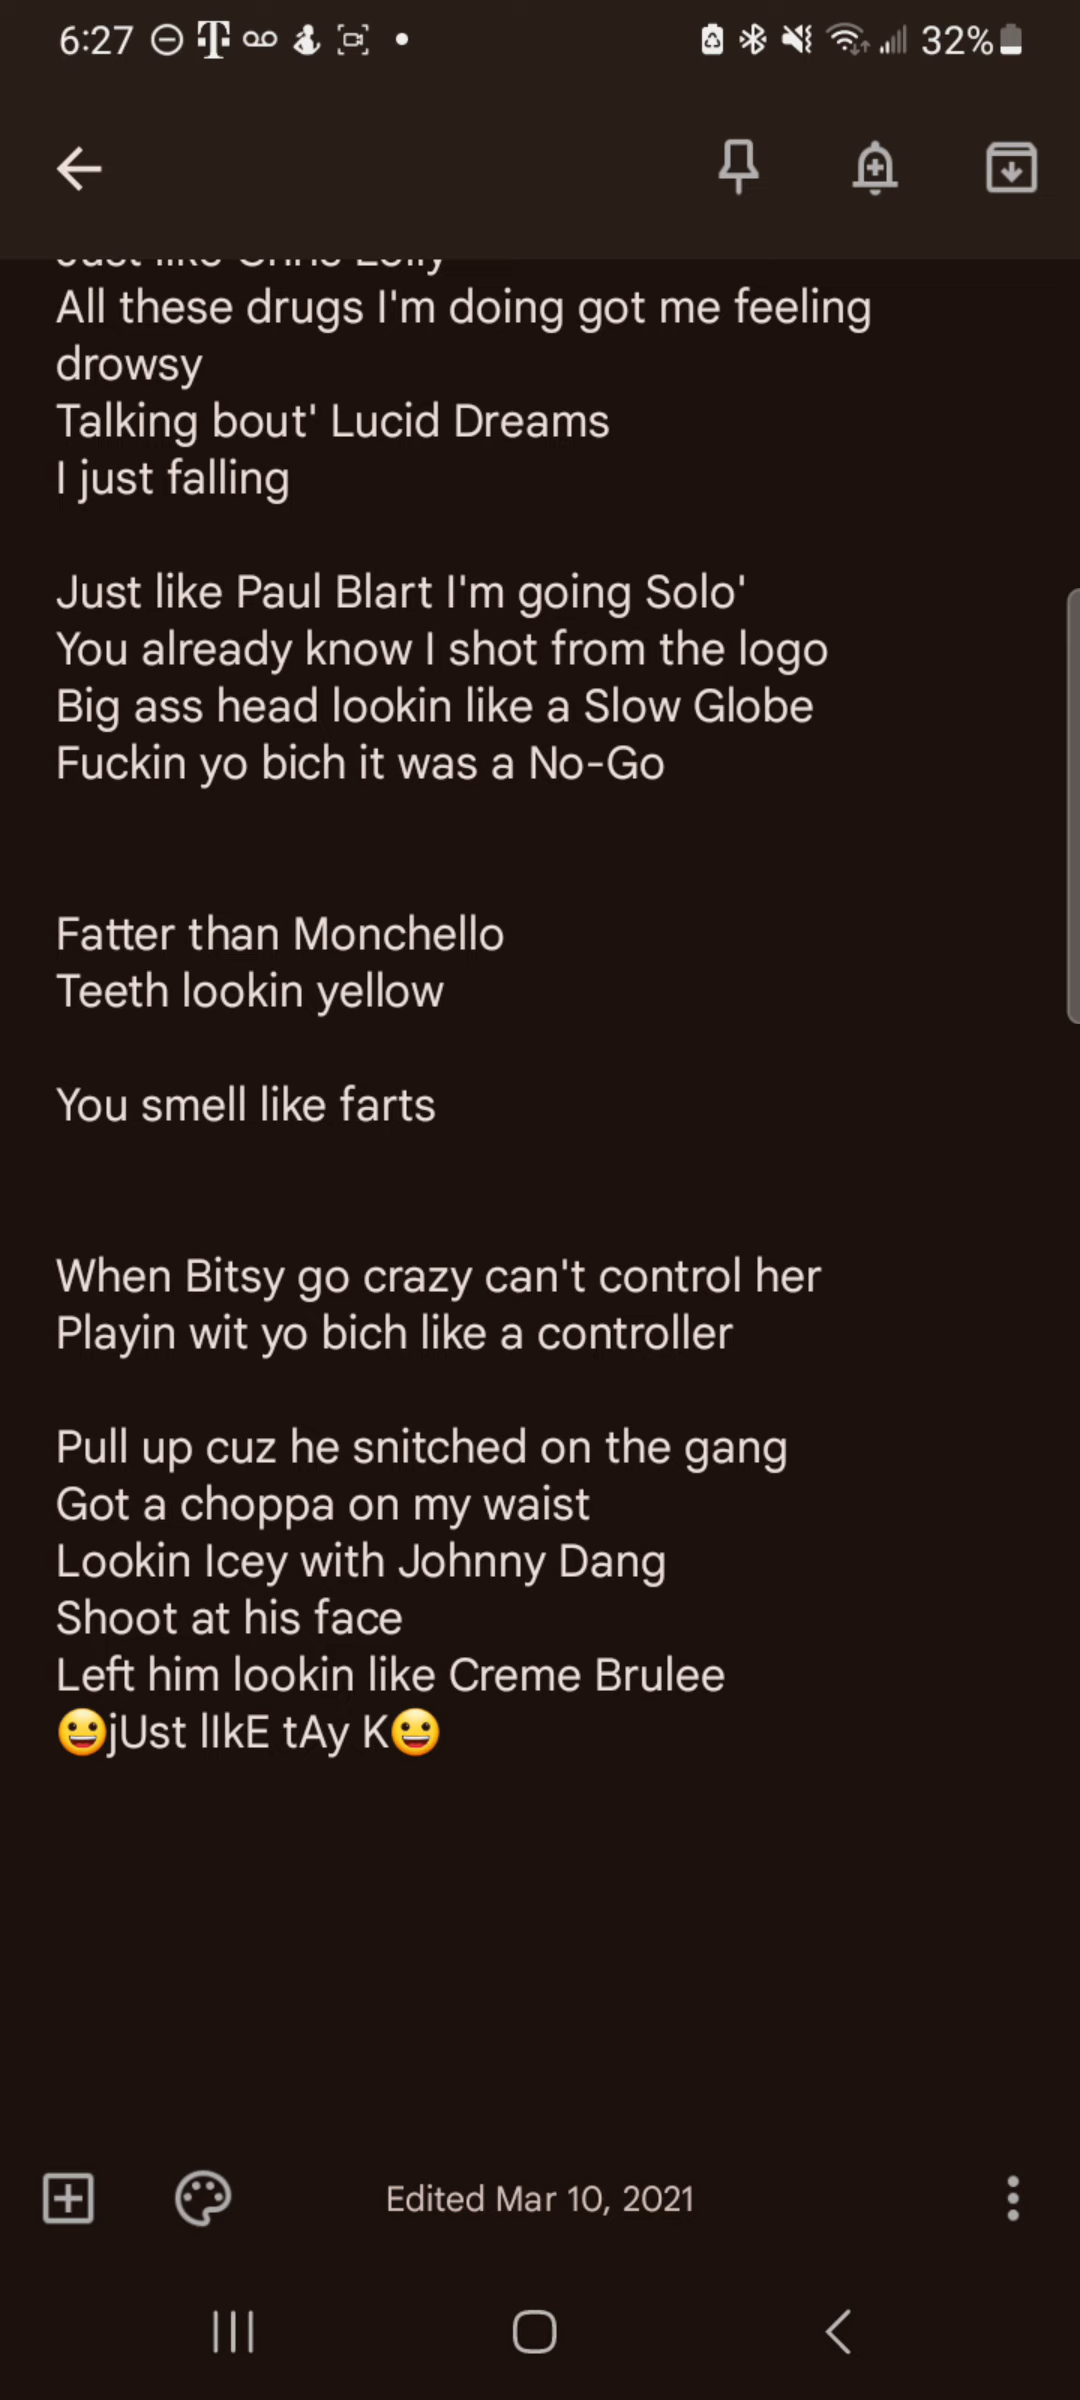 6:27
32%
All these drugs I'm doing got me feeling
drowsy
Talking bout' Lucid Dreams
I just falling
Just like Paul Blart I'm going Solo'
You already know I shot from the logo
Big ass head lookin like a Slow Globe
Fuckin yo bich it was a No-Go
Fatter than Monchello
Teeth lookin yellow
You smell like farts
When Bitsy go crazy can't control her
Playin wit yo bich like a controller
Pull up cuz he snitched on the gang
Got a choppa on my waist
Lookin Icey with Johnny Dang
Shoot at his face
Left him lookin like Creme Brulee
😀jUst lIkE tAy K😀
Edited Mar 10, 2021